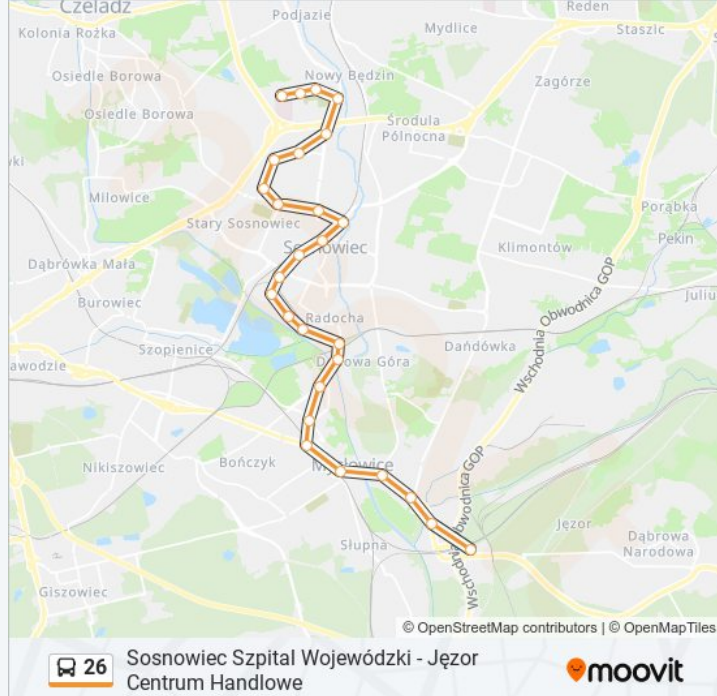 Czeladź
Podjazie
Reden
Kolonia Rożka
Mydlice
Staszic
Osiedle Borowa
Nowy Będzin
Zagórze
Osiedle Borowa
Środula
Północna
Milowice
Porąbka
Stary Sosnowiec
Pekin
Sosnowiec
Klimontów
Dąbrówka Mała
Burowiec
Wschodnia Obwodnica GOP
Radocha
Szopienice
Dańdówka
Dębowa Góra
Nikiszowiec
Bończyk
Mysłowice
Wschodnia Obwodnica GOP
Jęzor
Dąbrowa
Narodowa
Słupna
Giszowiec
Wschodnia
© OpenStreetMap contributors | © OpenMapTiles
26
Sosnowiec Szpital Wojewódzki - Jęzor
Centrum Handlowe
moovit